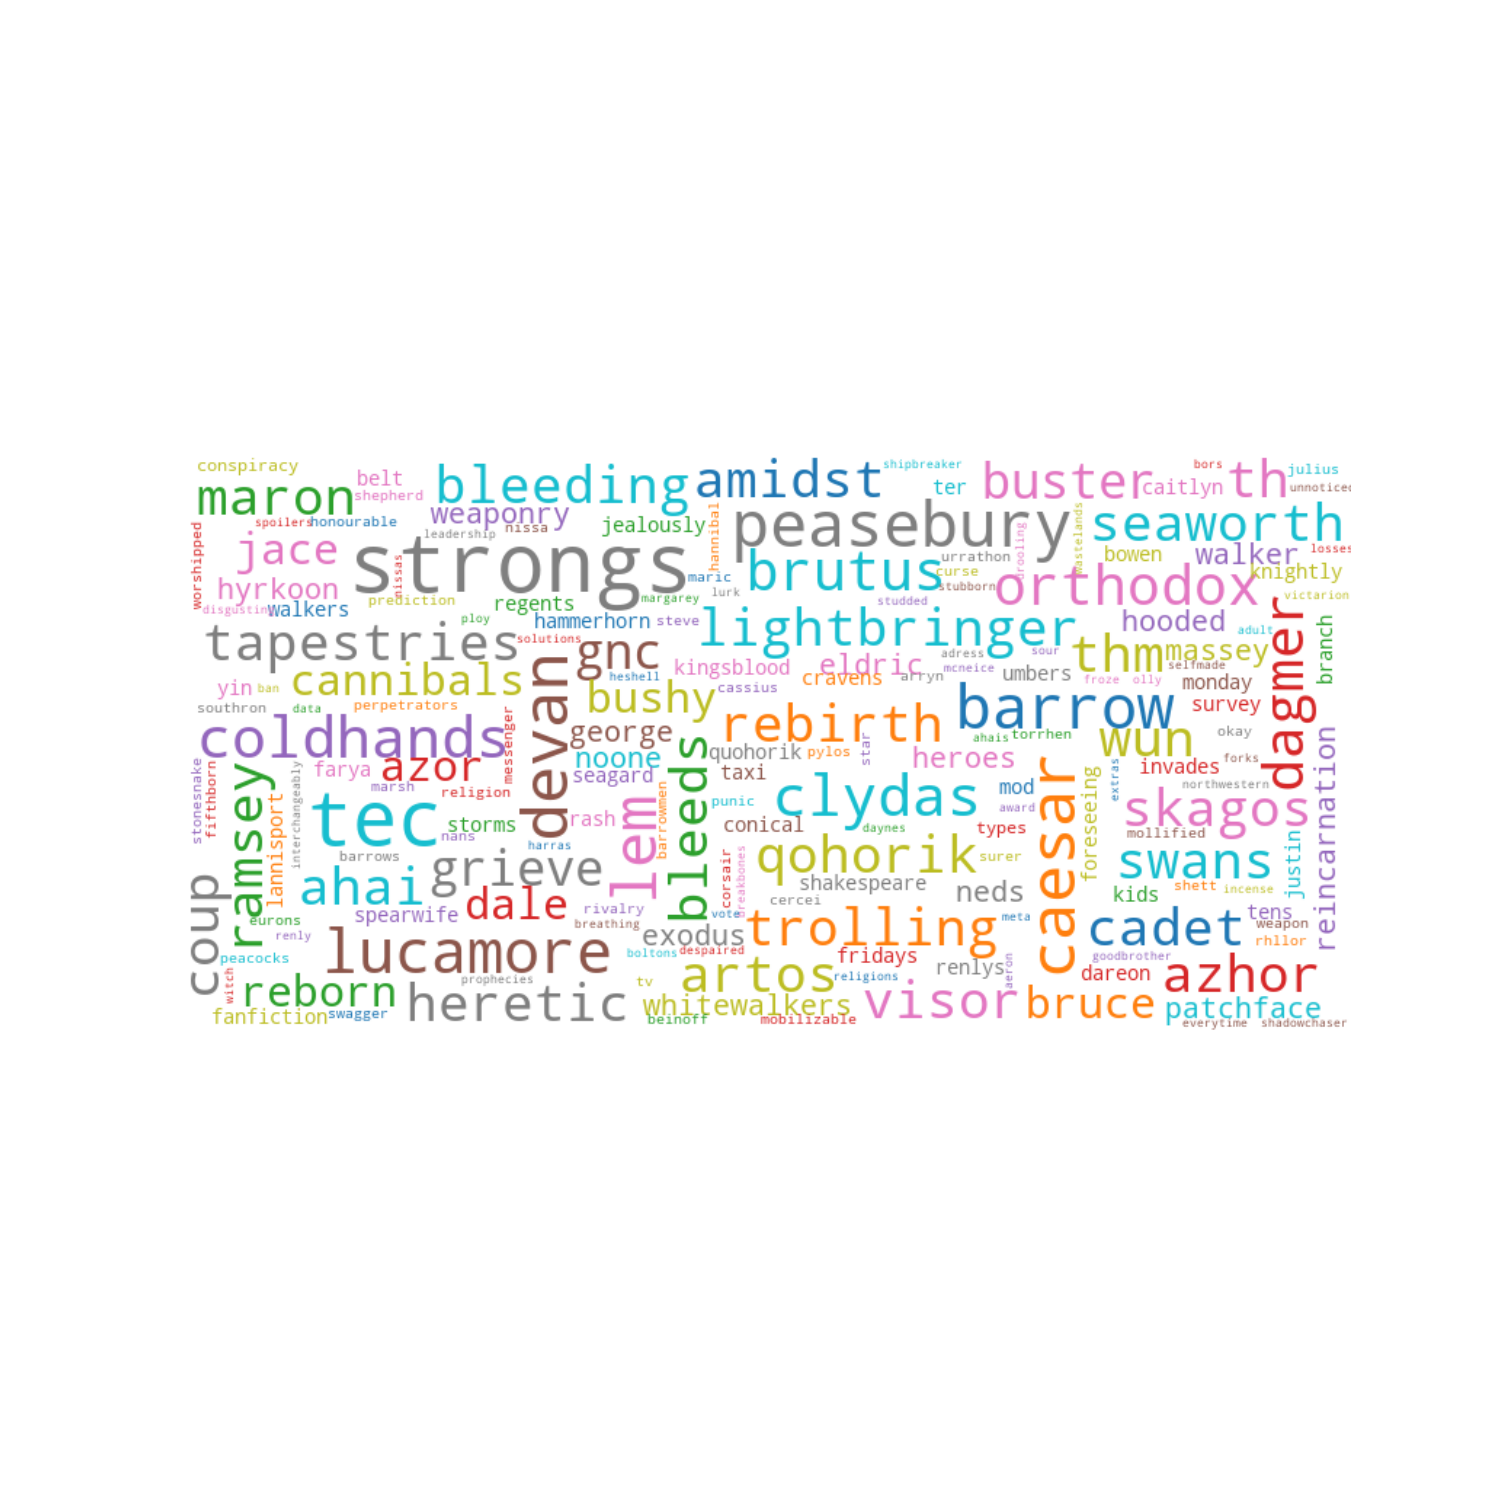 conspiracy
belt
bleeding
amidst
shipbreaker
ter
buster
caitlyn
bors
th
julius
unnoticed
maron
shepherd
spoilers
honourable
weaponry
nissa
leadership
jealously
hannibal
peasebury
drooling
wastelands
seaworth
worshipped
jace
strongs
nissas
maric
brutus
urrathon
curse
stubborn
bowen
walker
losses
knightly
orthodox
victarion
hyrkoon
disgusting
walkers
prediction
regents
ploy
margarey
lurk
studded
hammerhorn
steve
lightbringer
hooded
adult
dagmer
branch
tapestries
solutions
gnc
kingsblood
eldric
adress
mcneice
sour
thm
massey
selfmade
yin
ban
cannibals
devan
heshell
bushy
cassius
cravens
arryn
umbers
froze
olly
monday
southron
data
perpetrators
survey
coldhands
messenger
george
rebirth
barrow
ahais
torrhen
wun
okay
noone
bleeds
quohorik
pylos
star
heroes
forks
stonesnake
fifthborn
ramsey
interchangeably
farya
azor
marsh
religion
seagard
taxi
invades
northwestern
reincarnation
lannisport
tec
storms
nans
rash
barrowmen
punic
clydas
mod
award
caesar
foreseeing
extras
skagos
barrows
harras
lem
conical
daynes
types
mollified
justin
grieve
corsair
breakbones
qohorik
surer
swans
coup
ahai
shakespeare
cercei
neds
kids
shett
incense
eurons
renly
spearwife
dale
rivalry
breathing
vote
trolling
meta
cadet
tens
weapon
rhllor
peacocks
witch
lucamore
exodus
boltons
despaired
fridays
renlys
aeron
goodbrother
dareon
azhor
reborn
prophecies
heretic
tv
artos
religions
fanfiction
swagger
whitewalkers
beinoff
mobilizable
visor
bruce
patchface
everytime
shadowchaser